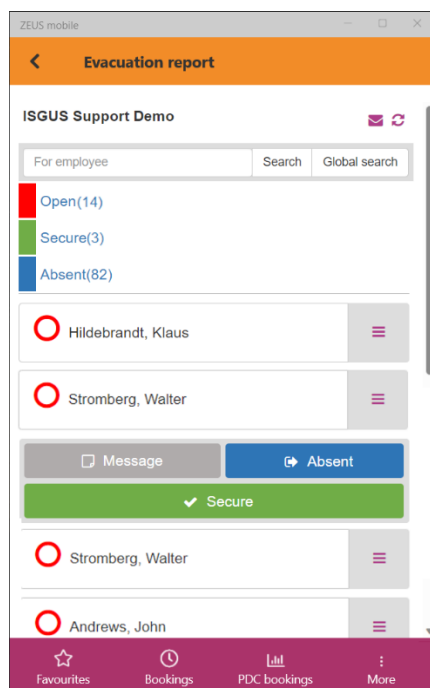 ZEUS mobile
Evacuation report
ISGUS Support Demo
For employee Search Global search
Open(14)
Secure(3)
Absent(82)
Hildebrandt, Klaus
Stromberg, Walter
Message Absent
Secure
Stromberg, Walter
Andrews, John
Favourites Bookings PDC bookings More